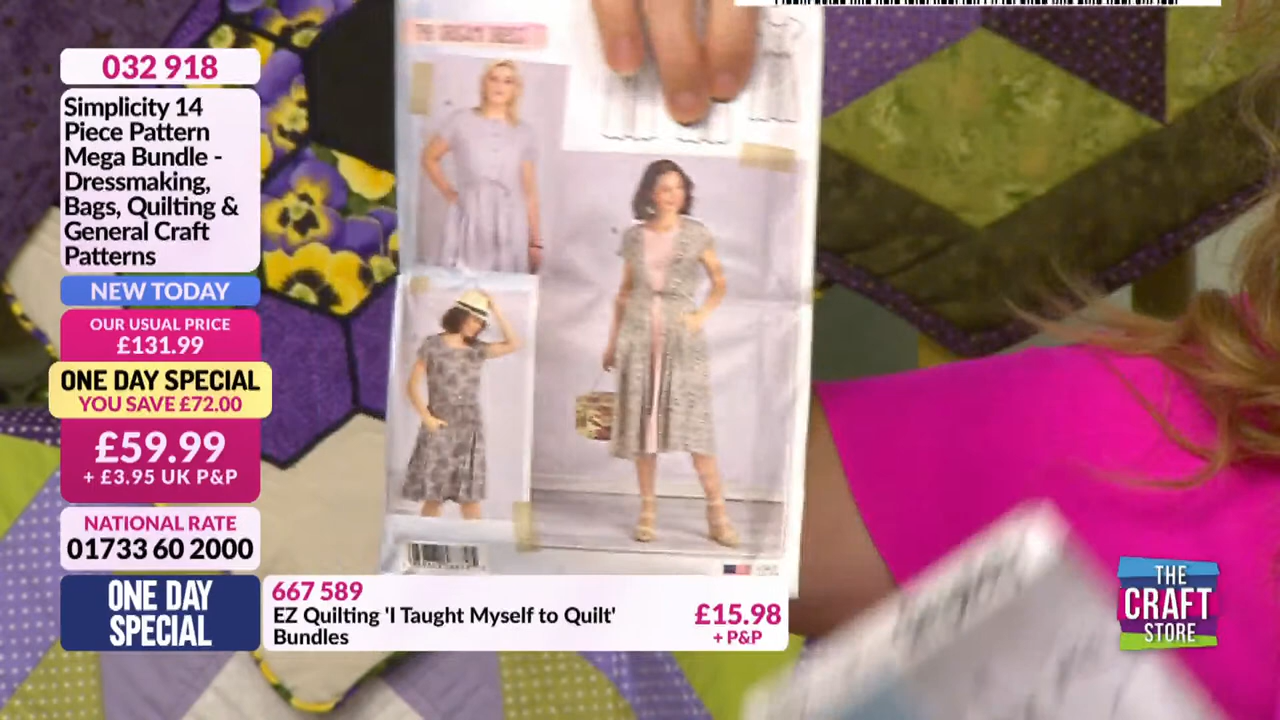 032 918
Simplicity 14
Piece Pattern
Mega Bundle -
Dressmaking,
Bags, Quilting &
General Craft
Patterns
NEW TODAY
OUR USUAL PRICE
£131.99
ONE DAY SPECIAL
YOU SAVE £72.00
£59.99
+ £3.95 UK P&P
NATIONAL RATE
01733 60 2000
ONE DAY
SPECIAL
667 589
EZ Quilting 'I Taught Myself to Quilt'
Bundles
£15.98
+ P&P
THE
CRAFT
STORE